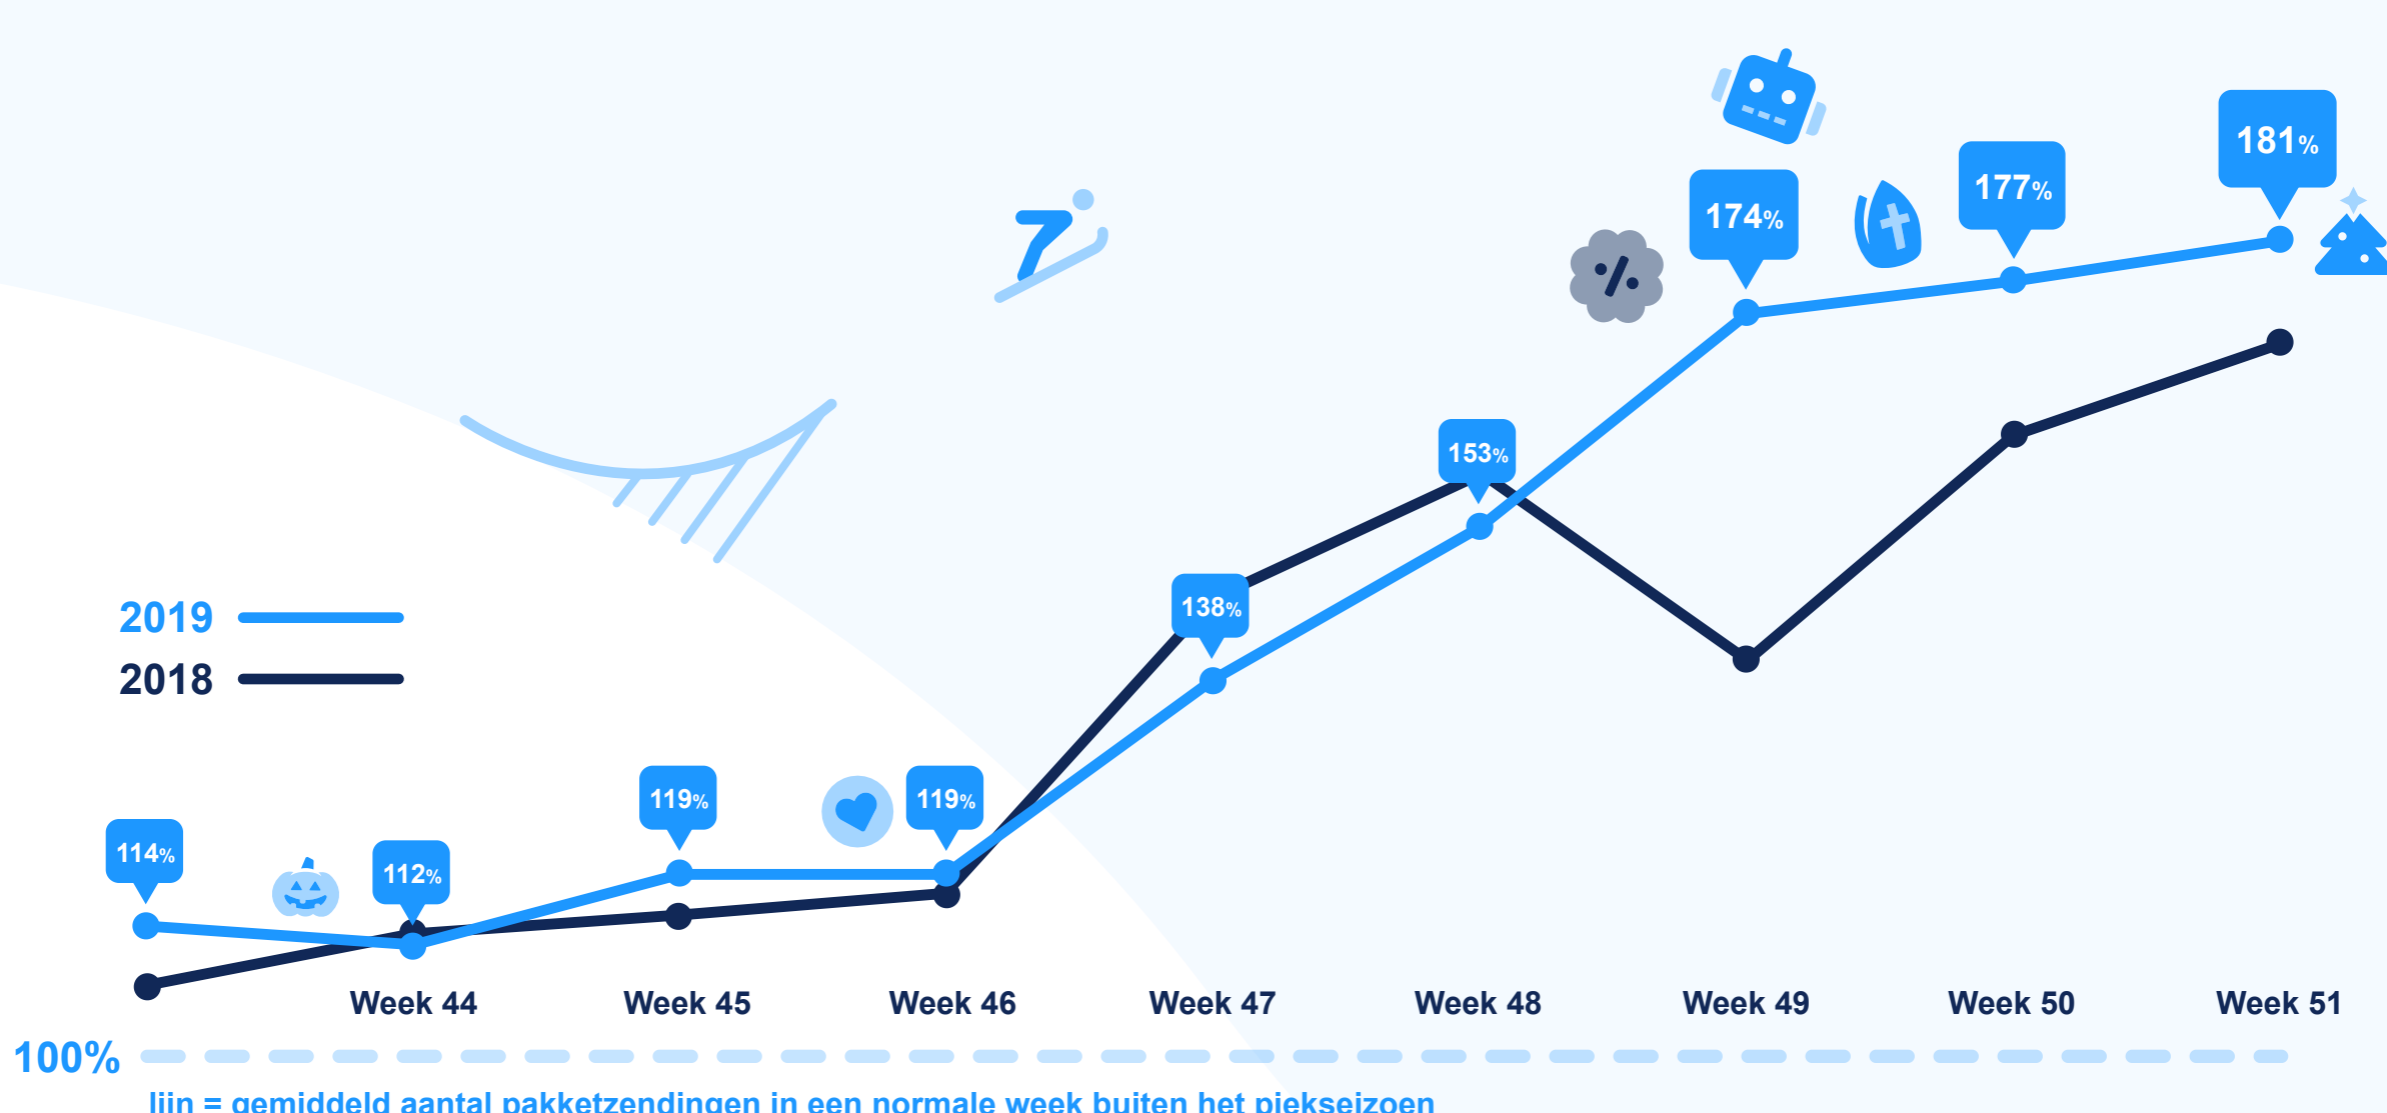 181%
177%
174%
153%
138%
2019
2018
119%
119%
114%
112%
Week 44
Week 45
Week 46
Week 47
Week 48
Week 49
Week 50
Week 51
100%
lijn = gemiddeld aantal pakketzendingen in een normale week buiten het piekseizoen